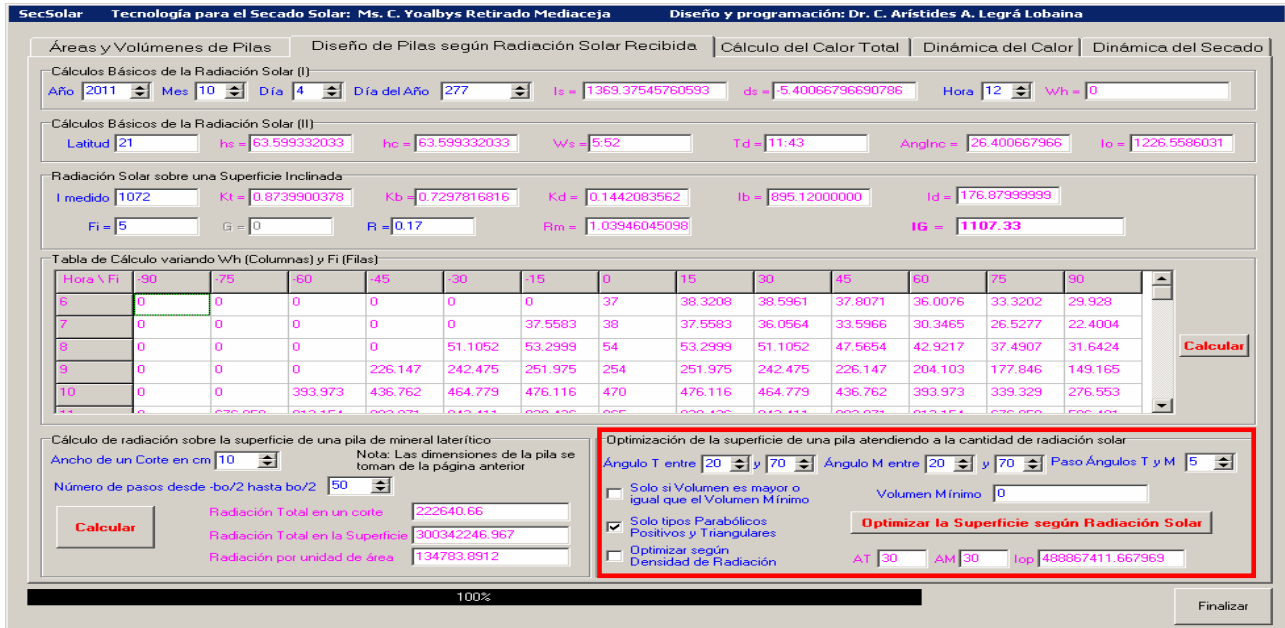 SecSolar Tecnología para el Secado Solar: Ms. C. Yoalbys Retirado Mediaceja Diseño y programación: Dr. C. Arístides A. Legrá Lobaina
Áreas y Volúmenes de Pilas Diseño de Pilas según Radiación Solar Recibida Cálculo del Calor Total Dinámica del Calor Dinámica del Secado
Cálculos Básicos de la Radiación Solar (I)
Año 2011 Mes 10 Día 4 Día del Año 277 Is = 1369.37545760593 ds = -5.40066796690786 Hora 12 Wh = 0
Cálculos Básicos de la Radiación Solar (II)
Latitud 21 hs = 63.599332033 hc = 63.599332033 Ws = 5:52 Td = 11:43 AngInc = 26.400667966 Io = 1226.5586031
Radiación Solar sobre una Superficie Inclinada
I medido 1072 Kt = 0.8739900378 Kb = 0.7297816816 Kd = 0.1442083562 Ib = 895.12000000 Id = 176.87999999
Fi = 5 G = 0 R = 0.17 Rm = 1.03946045098 IG = 1107.33
Tabla de Cálculo variando Wh (Columnas) y Fi (Filas)
Hora \ Fi -90 -75 -60 -45 -30 -15 0 15 30 45 60 75 90
6 0 0 0 0 0 0 37 38.3208 38.5961 37.8071 36.0076 33.3202 29.928
7 0 0 0 0 0 37.5583 38 37.5583 36.0564 33.5966 30.3465 26.5277 22.4004
8 0 0 0 0 51.1052 53.2999 54 53.2999 51.1052 47.5654 42.9217 37.4907 31.6424
9 0 0 0 226.147 242.475 251.975 254 251.975 242.475 226.147 204.103 177.846 149.165
10 0 0 393.973 436.762 464.779 476.116 470 476.116 464.779 436.762 393.973 339.329 276.553
Calcular
Cálculo de radiación sobre la superficie de una pila de mineral laterítico
Ancho de un Corte en cm 10 Nota: Las dimensiones de la pila se toman de la página anterior
Número de pasos desde -bo/2 hasta bo/2 50
Calcular
Radiación Total en un corte 222640.66
Radiación Total en la Superficie 300342246.967
Radiación por unidad de área 134783.8912
Optimización de la superficie de una pila atendiendo a la cantidad de radiación solar
Ángulo T entre 20 y 70 Ángulo M entre 20 y 70 Paso Ángulos T y M 5
Solo si Volumen es mayor o igual que el Volumen Mínimo
Volumen Mínimo 0
Solo tipos Parabólicos Positivos y Triangulares
Optimizar la Superficie según Radiación Solar
Optimizar según Densidad de Radiación
AT 30 AM 30 Iop 488867411.667969
100%
Finalizar